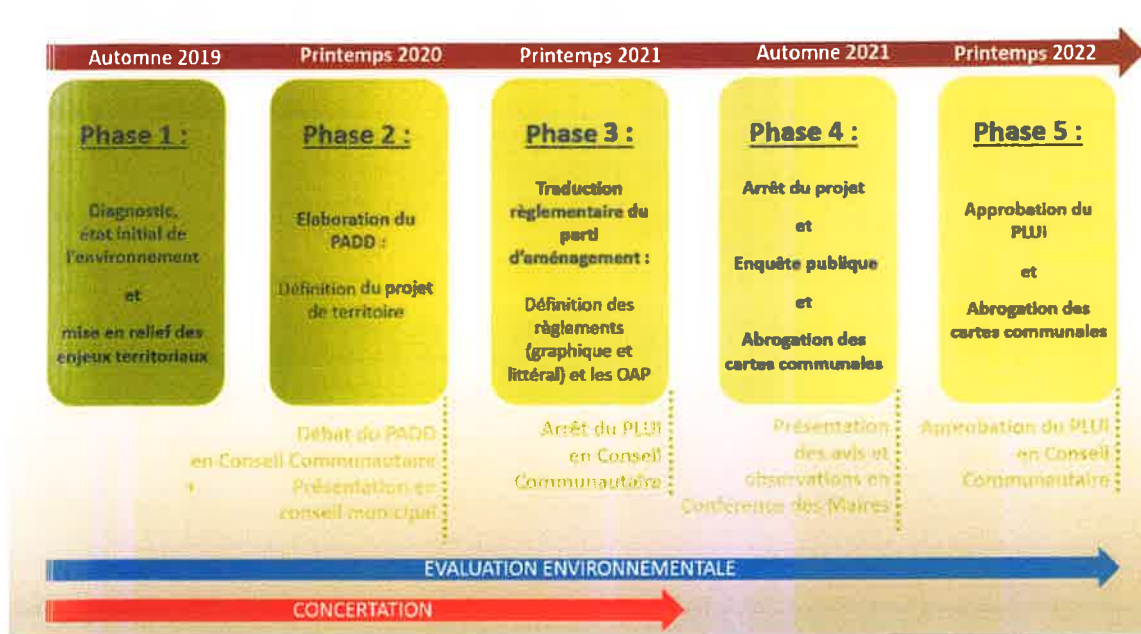 Automne 2019
Printemps 2020
Printemps 2021
Automne 2021
Printemps 2022
Phase 1 :
Diagnostic,
état initial de
l'environnement
et
mise en relief des
enjeux territoriaux
Phase 2 :
Elaboration du
PADD :
Définition du projet
de territoire
Phase 3 :
Traduction
règlementaire du
parti
d'aménagement :
Définition des
règlements
(graphique et
littéral) et les OAP
Phase 4 :
Arrêt du projet
et
Enquête publique
et
Abrogation des
cartes communales
Phase 5 :
Approbation du
PLUi
et
Abrogation des
cartes communales
Débat du PADD
en Conseil Communautaire
+
Présentation en
conseil municipal
Arrêt du PLUi
en Conseil
Communautaire
Présentation
des avis et
observations en
Conférence des Maires
Approbation du PLUi
en Conseil
Communautaire
EVALUATION ENVIRONNEMENTALE
CONCERTATION